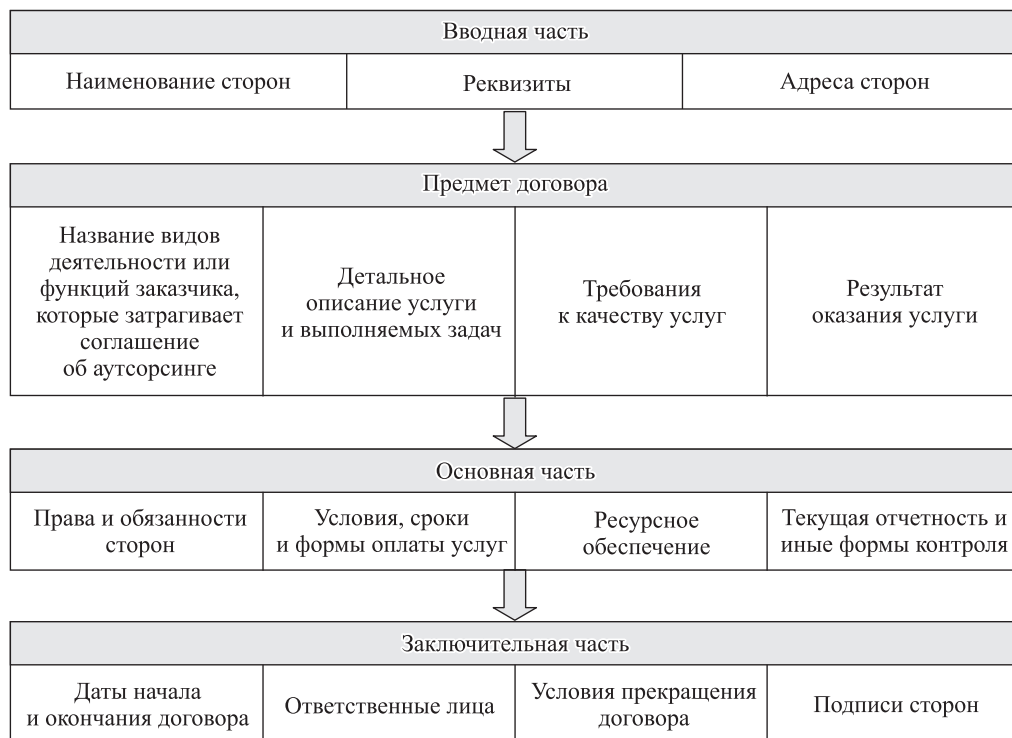 Вводная часть
Наименование сторон
Реквизиты
Адреса сторон
Предмет договора
Название видов
деятельности или
функций заказчика,
которые затрагивает
соглашение
об аутсорсинге
Детальное
описание услуги
и выполняемых задач
Требования
к качеству услуг
Результат
оказания услуги
Основная часть
Права и обязанности
сторон
Условия, сроки
и формы оплаты услуг
Ресурсное
обеспечение
Текущая отчетность и
иные формы контроля
Заключительная часть
Даты начала
и окончания договора
Ответственные лица
Условия прекращения
договора
Подписи сторон